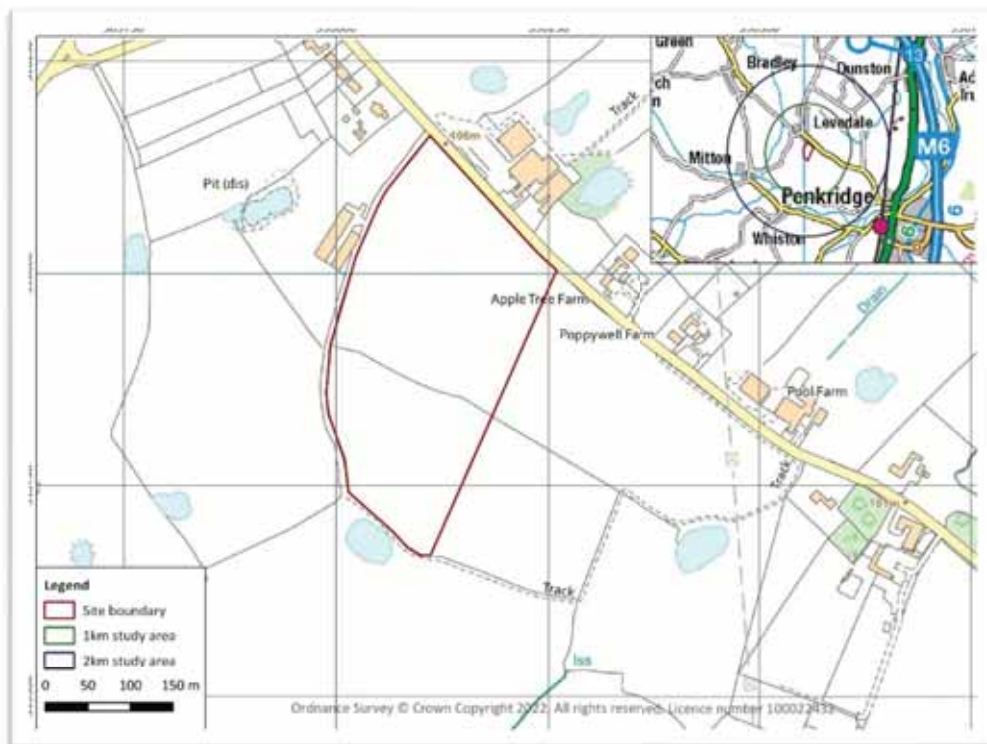 Green
Bradley
Dunston
13
Levedale
M6
Mitton
Penkridge
Whiston
6
Track
Pit (dis)
Apple Tree Farm
Poppywell Farm
Drain
Pool Farm
Track
Track
Iss
Legend
Site boundary
1km study area
2km study area
0 50 100 150 m
Ordnance Survey © Crown Copyright 2022. All rights reserved. Licence number